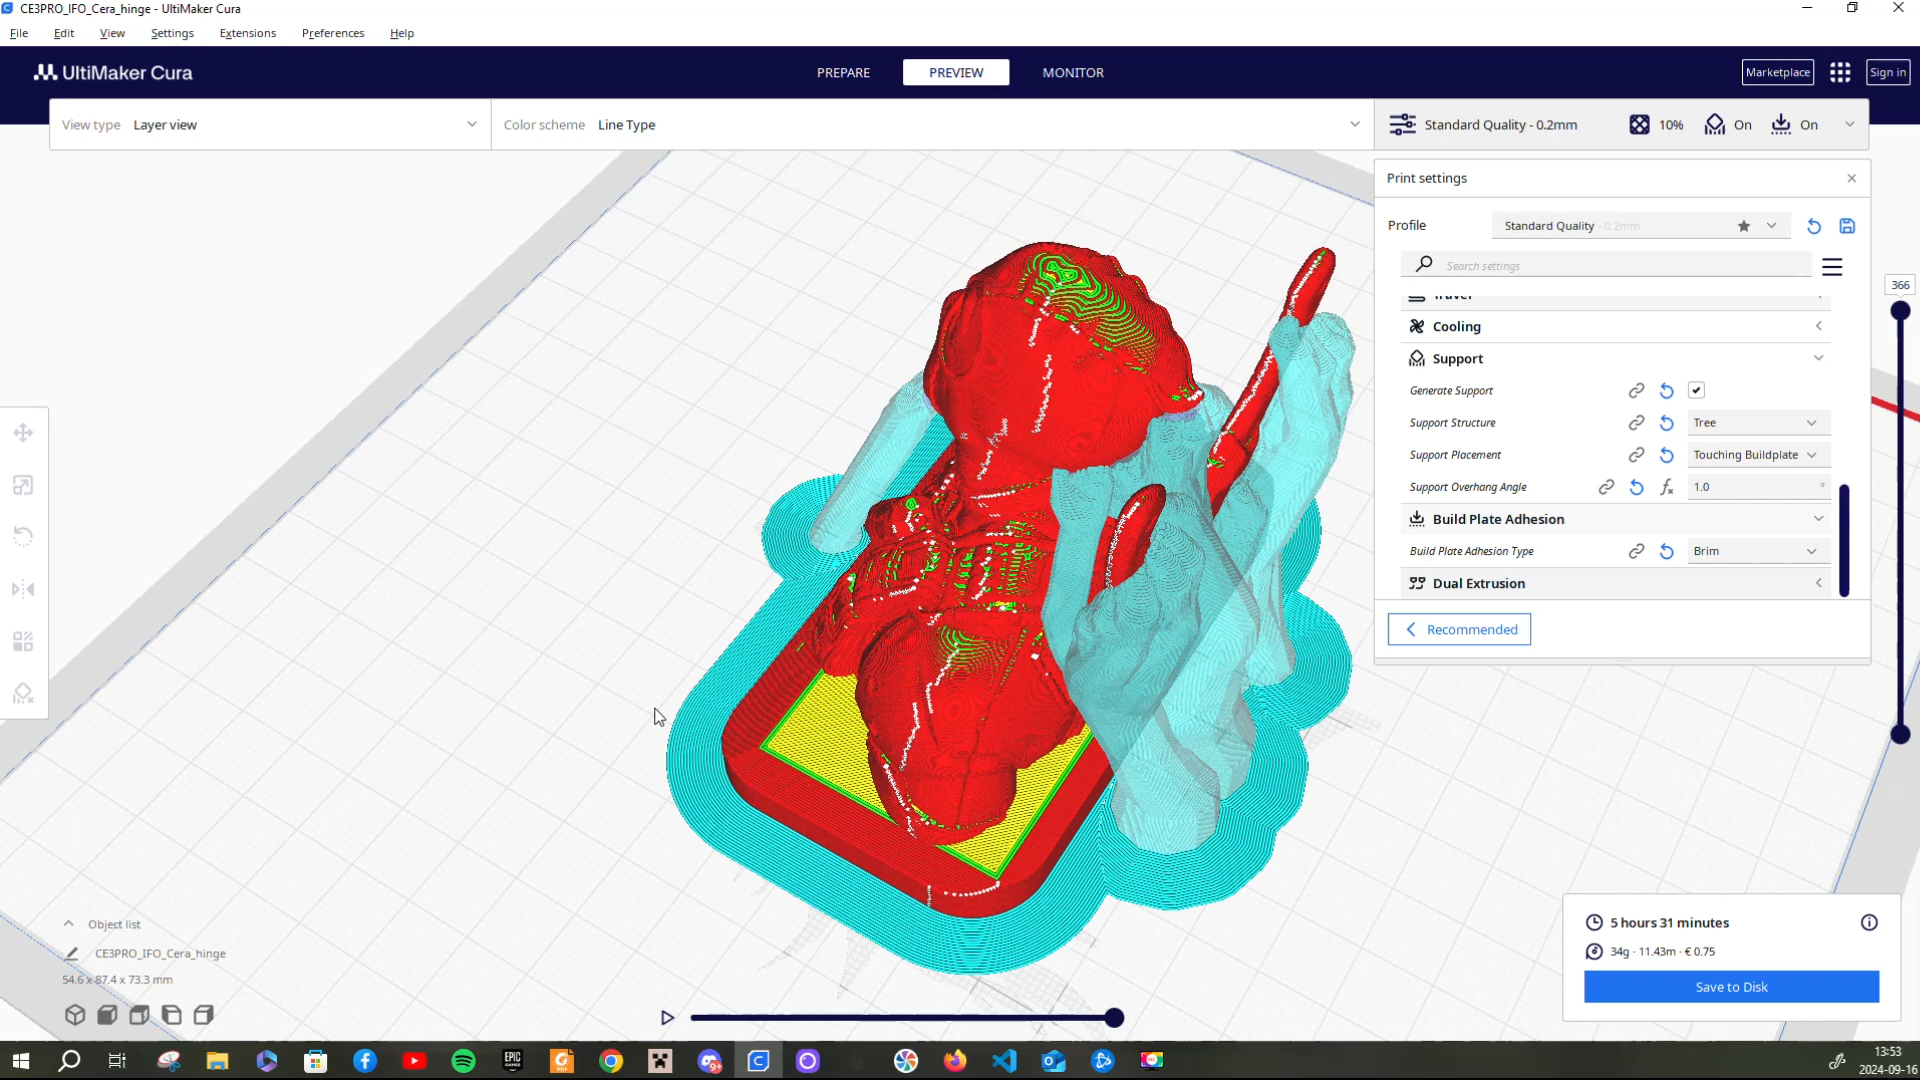 CE3PRO_IFO_Cera_hinge - UltiMaker Cura
File Edit View Settings Extensions Preferences Help
UltiMaker Cura
PREPARE PREVIEW MONITOR
Marketplace Sign in
View type Layer view
Color scheme Line Type
Standard Quality - 0.2mm 10% On On
Print settings
Profile Standard Quality 0.2mm
Search settings
Travel
Cooling
Support
Generate Support
Support Structure Tree
Support Placement Touching Buildplate
Support Overhang Angle 1.0 °
Build Plate Adhesion
Build Plate Adhesion Type Brim
Dual Extrusion
Recommended
366
Object list
CE3PRO_IFO_Cera_hinge
54.6 x 87.4 x 73.3 mm
5 hours 31 minutes
34g · 11.43m · € 0.75
Save to Disk
EPIC GAMES
9+
13:53
2024-09-16